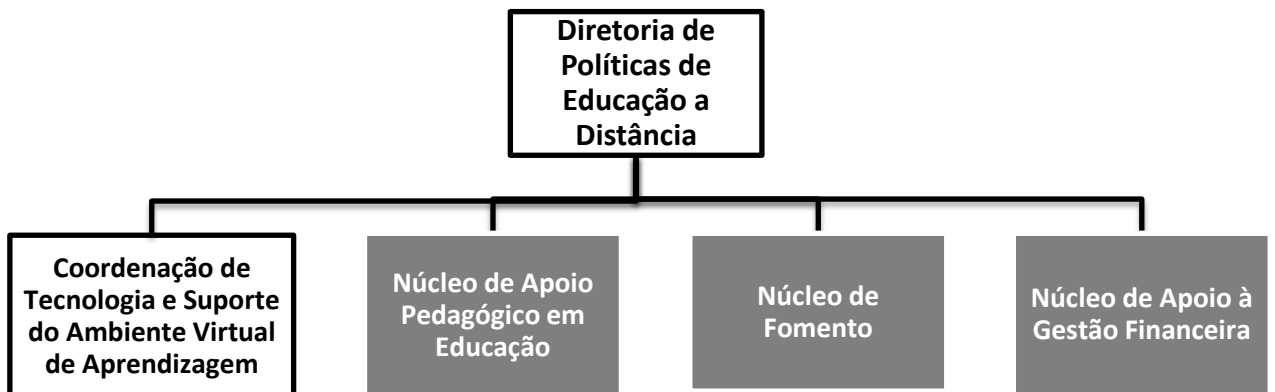 Diretoria de
Políticas de
Educação a
Distância
Coordenação de
Tecnologia e Suporte
do Ambiente Virtual
de Aprendizagem
Núcleo de Apoio
Pedagógico em
Educação
Núcleo de
Fomento
Núcleo de Apoio à
Gestão Financeira